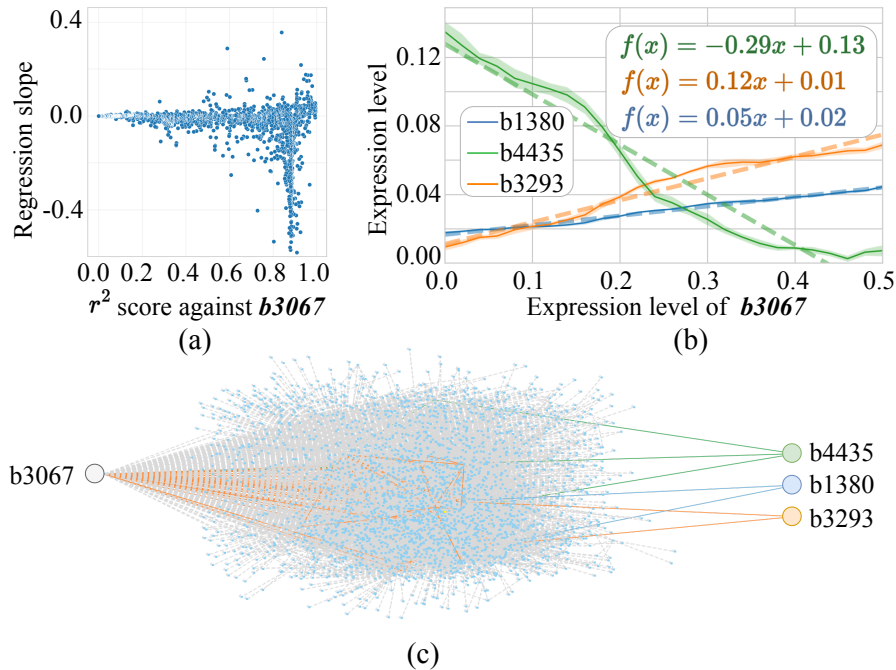 Regression slope
0.4
0.0
-0.4
0.0 0.2 0.4 0.6 0.8 1.0
r² score against b3067
(a)
Expression level
0.12
0.08
0.04
0.00
f(x) = −0.29x + 0.13
f(x) = 0.12x + 0.01
f(x) = 0.05x + 0.02
b1380
b4435
b3293
0.0 0.1 0.2 0.3 0.4 0.5
Expression level of b3067
(b)
b3067
b4435
b1380
b3293
(c)